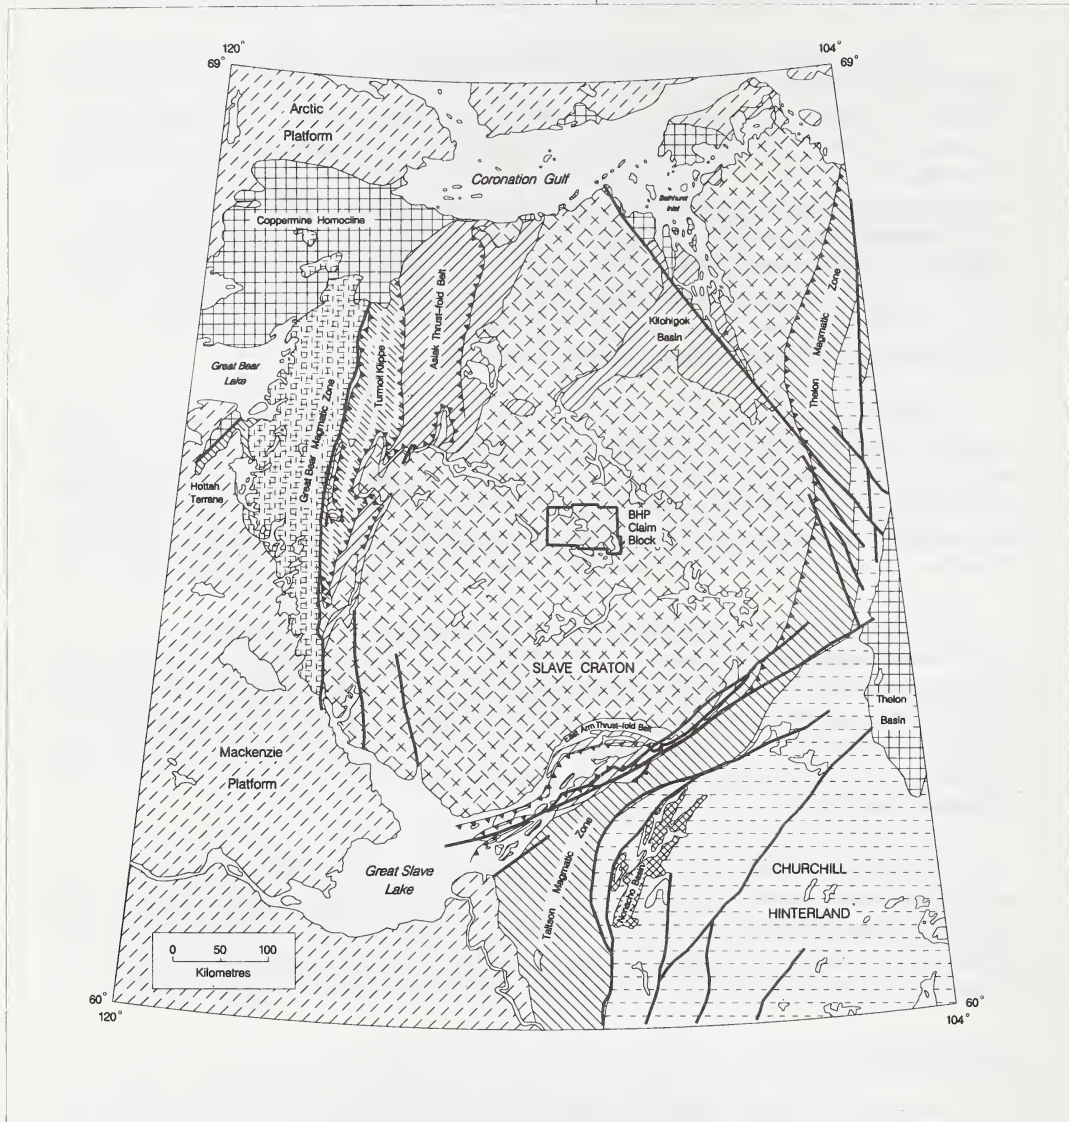 120°
69°
104°
69°
Arctic
Platform
Coronation Gulf
Bathurst
Inlet
Coppermine Homocline
Asiak Thrust-fold Belt
Turmoil Klippe
Great Bear Magmatic Zone
Great Bear
Lake
Hottah
Terrane
Kilohigok
Basin
Thelon Magmatic Zone
BHP
Claim
Block
SLAVE CRATON
East Arm Thrust-fold Belt
Thelon
Basin
Mackenzie
Platform
Great Slave
Lake
Taltson Magmatic Zone
Nonacho Basin
CHURCHILL
HINTERLAND
0 50 100
Kilometres
60°
120°
60°
104°